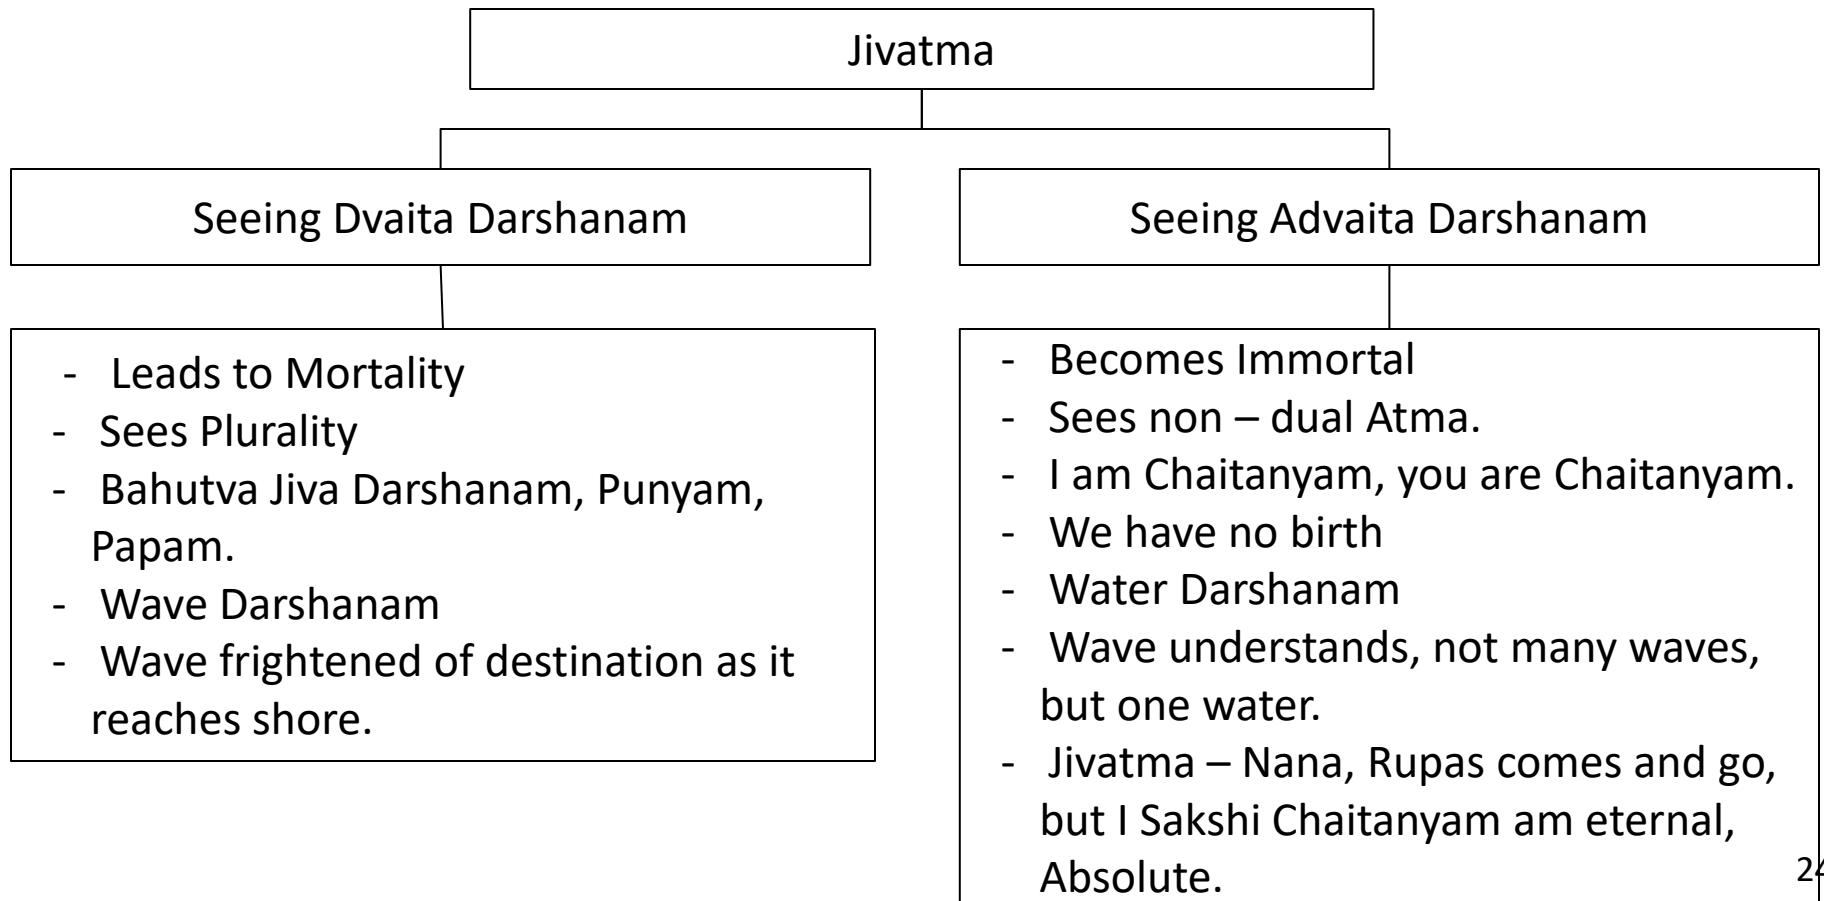 Jivatma
Seeing Dvaita Darshanam
Seeing Advaita Darshanam
- Leads to Mortality
- Sees Plurality
- Bahutva Jiva Darshanam, Punyam,
Papam.
- Wave Darshanam
- Wave frightened of destination as it
reaches shore.
- Becomes Immortal
- Sees non – dual Atma.
- I am Chaitanyam, you are Chaitanyam.
- We have no birth
- Water Darshanam
- Wave understands, not many waves,
but one water.
- Jivatma – Nana, Rupas comes and go,
but I Sakshi Chaitanyam am eternal,
Absolute.